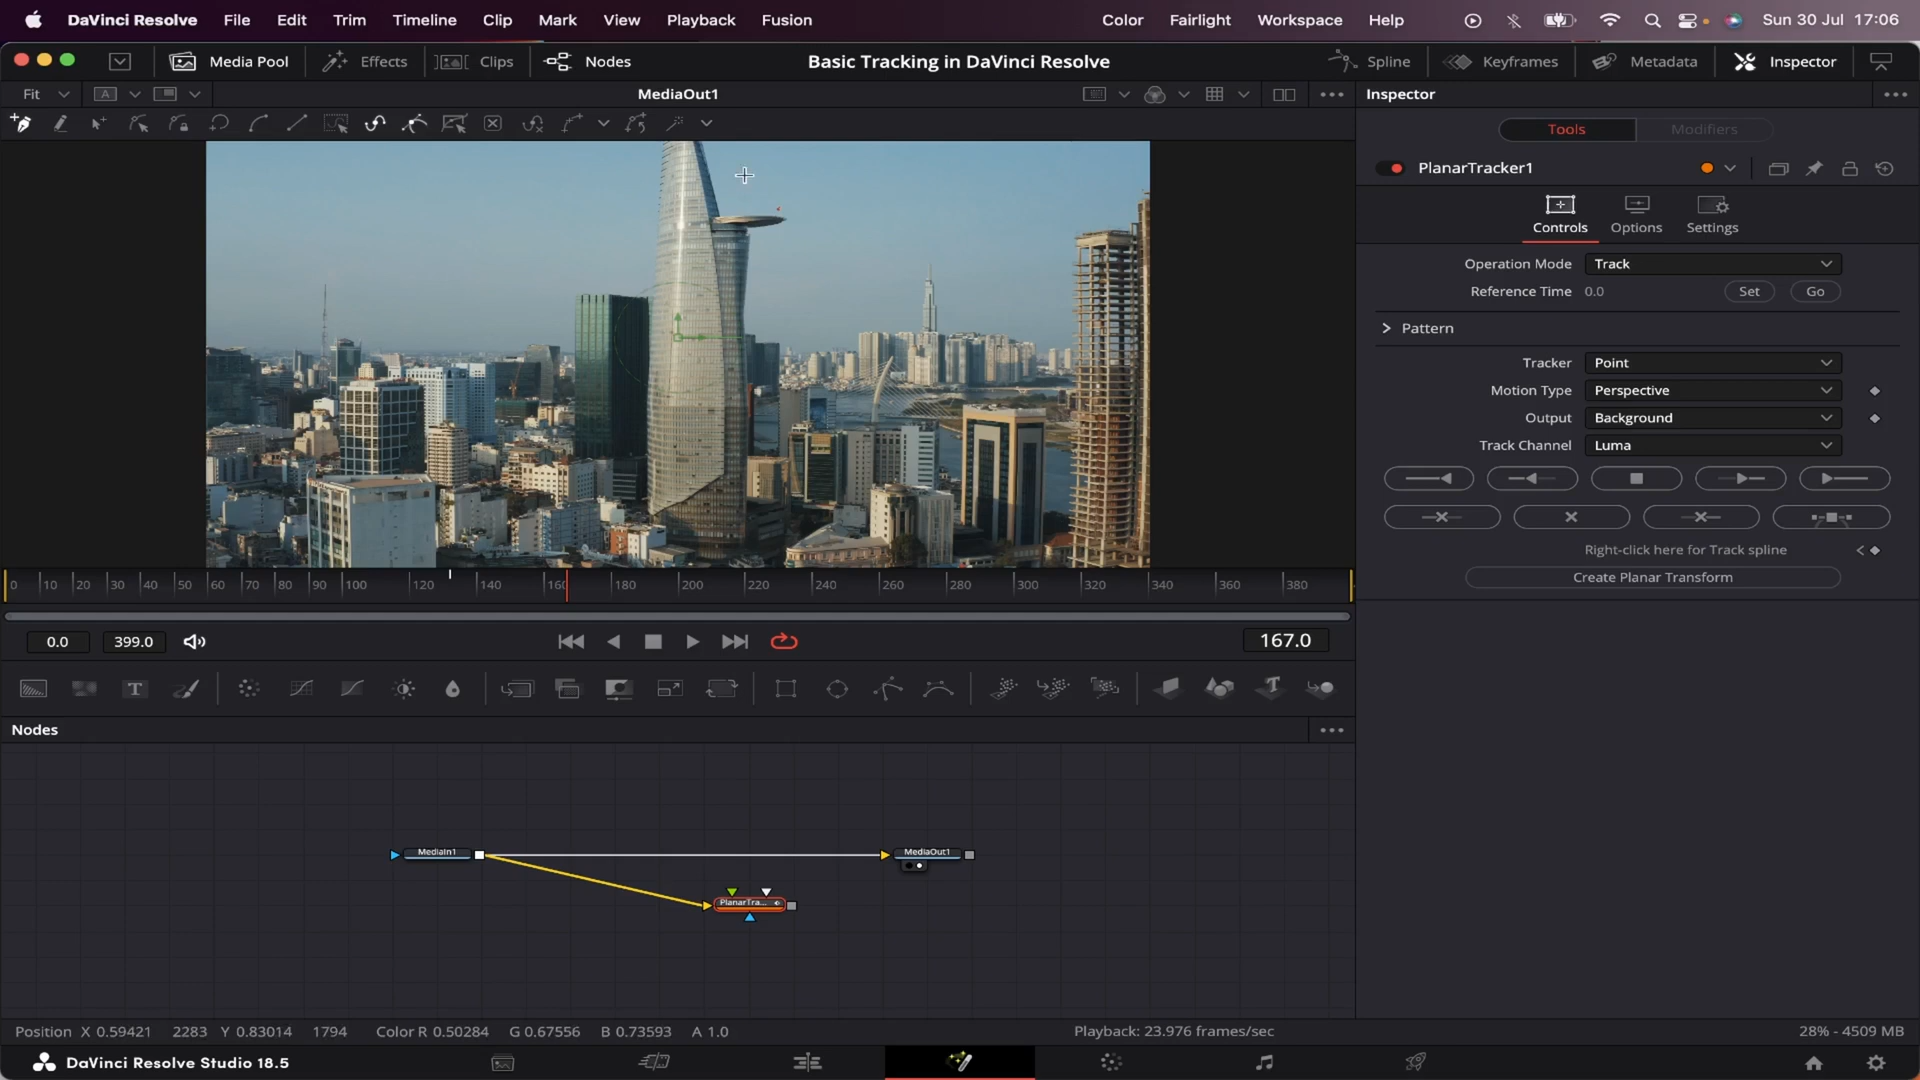 DaVinci Resolve File Edit Trim Timeline Clip Mark View Playback Fusion Color Fairlight Workspace Help Sun 30 Jul 17:06
Media Pool Effects Clips Nodes Basic Tracking in DaVinci Resolve Spline Keyframes Metadata Inspector
Fit A MediaOut1 Inspector
Tools Modifiers
PlanarTracker1
Controls Options Settings
Operation Mode Track
Reference Time 0.0 Set Go
Pattern
Tracker Point
Motion Type Perspective
Output Background
Track Channel Luma
Right-click here for Track spline
Create Planar Transform
0 10 20 30 40 50 60 70 80 90 100 120 140 160 180 200 220 240 260 280 300 320 340 360 380
0.0 399.0 167.0
T
Nodes
MediaIn1 MediaOut1
PlanarTra...
Position X 0.59421 2283 Y 0.83014 1794 Color R 0.50284 G 0.67556 B 0.73593 A 1.0 Playback: 23.976 frames/sec 28% - 4509 MB
DaVinci Resolve Studio 18.5